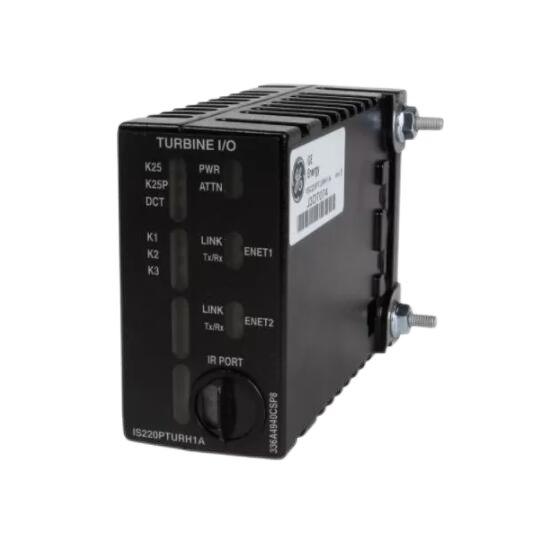 TURBINE I/O
K25 PWR
K25P ATTN
DCT
K1 LINK
K2 Tx/Rx ENET1
K3
LINK
Tx/Rx ENET2
IR PORT
IS220PTURH1A
336A4940CSP8
GE
Energy
IS220PTURH1A